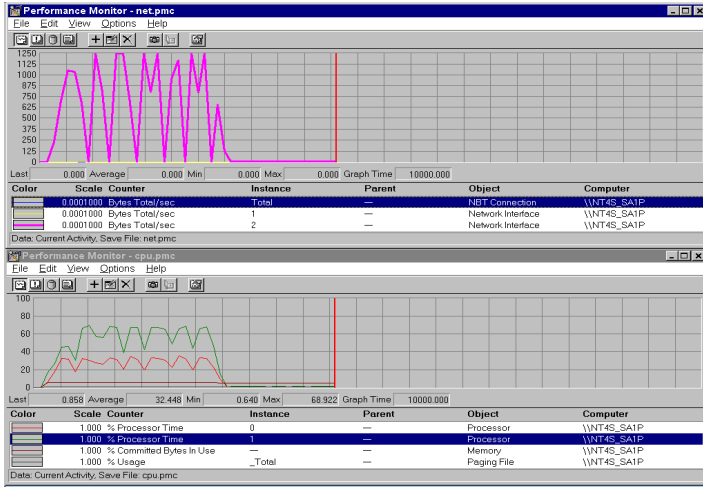 Performance Monitor - net.pmc
File Edit View Options Help
1250
1125
1000
875
750
625
500
375
250
125
0
Last 0.000 Average 0.000 Min 0.000 Max 0.000 Graph Time 10000.000
Color Scale Counter Instance Parent Object Computer
0.0001000 Bytes Total/sec Total — NBT Connection \\NT4S_SA1P
0.0001000 Bytes Total/sec 1 — Network Interface \\NT4S_SA1P
0.0001000 Bytes Total/sec 2 — Network Interface \\NT4S_SA1P
Data: Current Activity, Save File: net.pmc
Performance Monitor - cpu.pmc
File Edit View Options Help
100
80
60
40
20
0
Last 0.858 Average 32.448 Min 0.640 Max 68.922 Graph Time 10000.000
Color Scale Counter Instance Parent Object Computer
1.000 % Processor Time 0 — Processor \\NT4S_SA1P
1.000 % Processor Time 1 — Processor \\NT4S_SA1P
1.000 % Committed Bytes In Use — — Memory \\NT4S_SA1P
1.000 % Usage _Total — Paging File \\NT4S_SA1P
Data: Current Activity, Save File: cpu.pmc